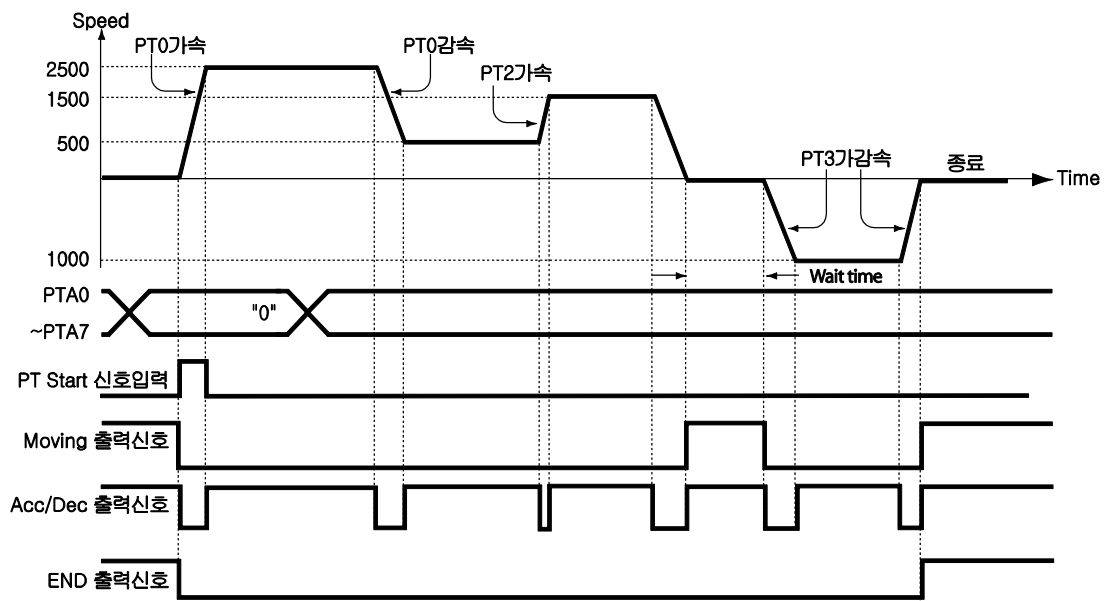 Speed
PT0가속
PT0감속
PT2가속
2500
1500
500
PT3가감속
종료
Time
1000
Wait time
PTA0
"0"
~PTA7
PT Start 신호입력
Moving 출력신호
Acc/Dec 출력신호
END 출력신호